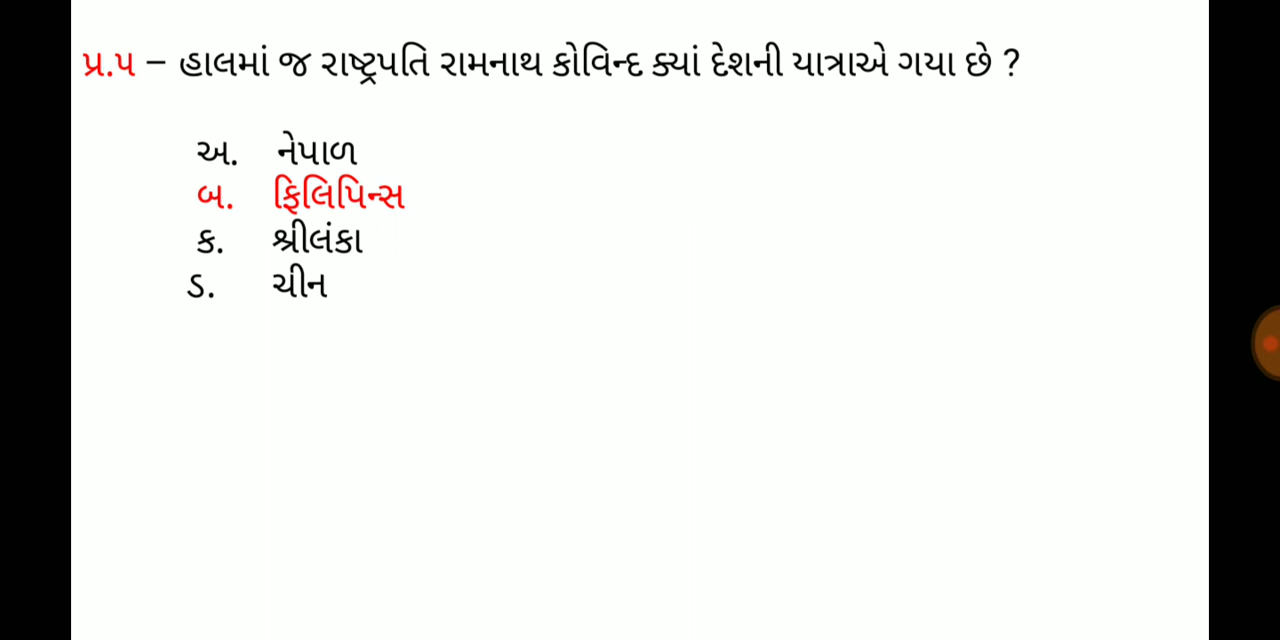 પ્ર.૫ – હાલમાં જ રાષ્ટ્રપતિ રામનાથ કોવિન્દ ક્યાં દેશની યાત્રાએ ગયા છે ?
અ. નેપાળ
બ. ફિલિપિન્સ
ક. શ્રીલંકા
ડ. ચીન